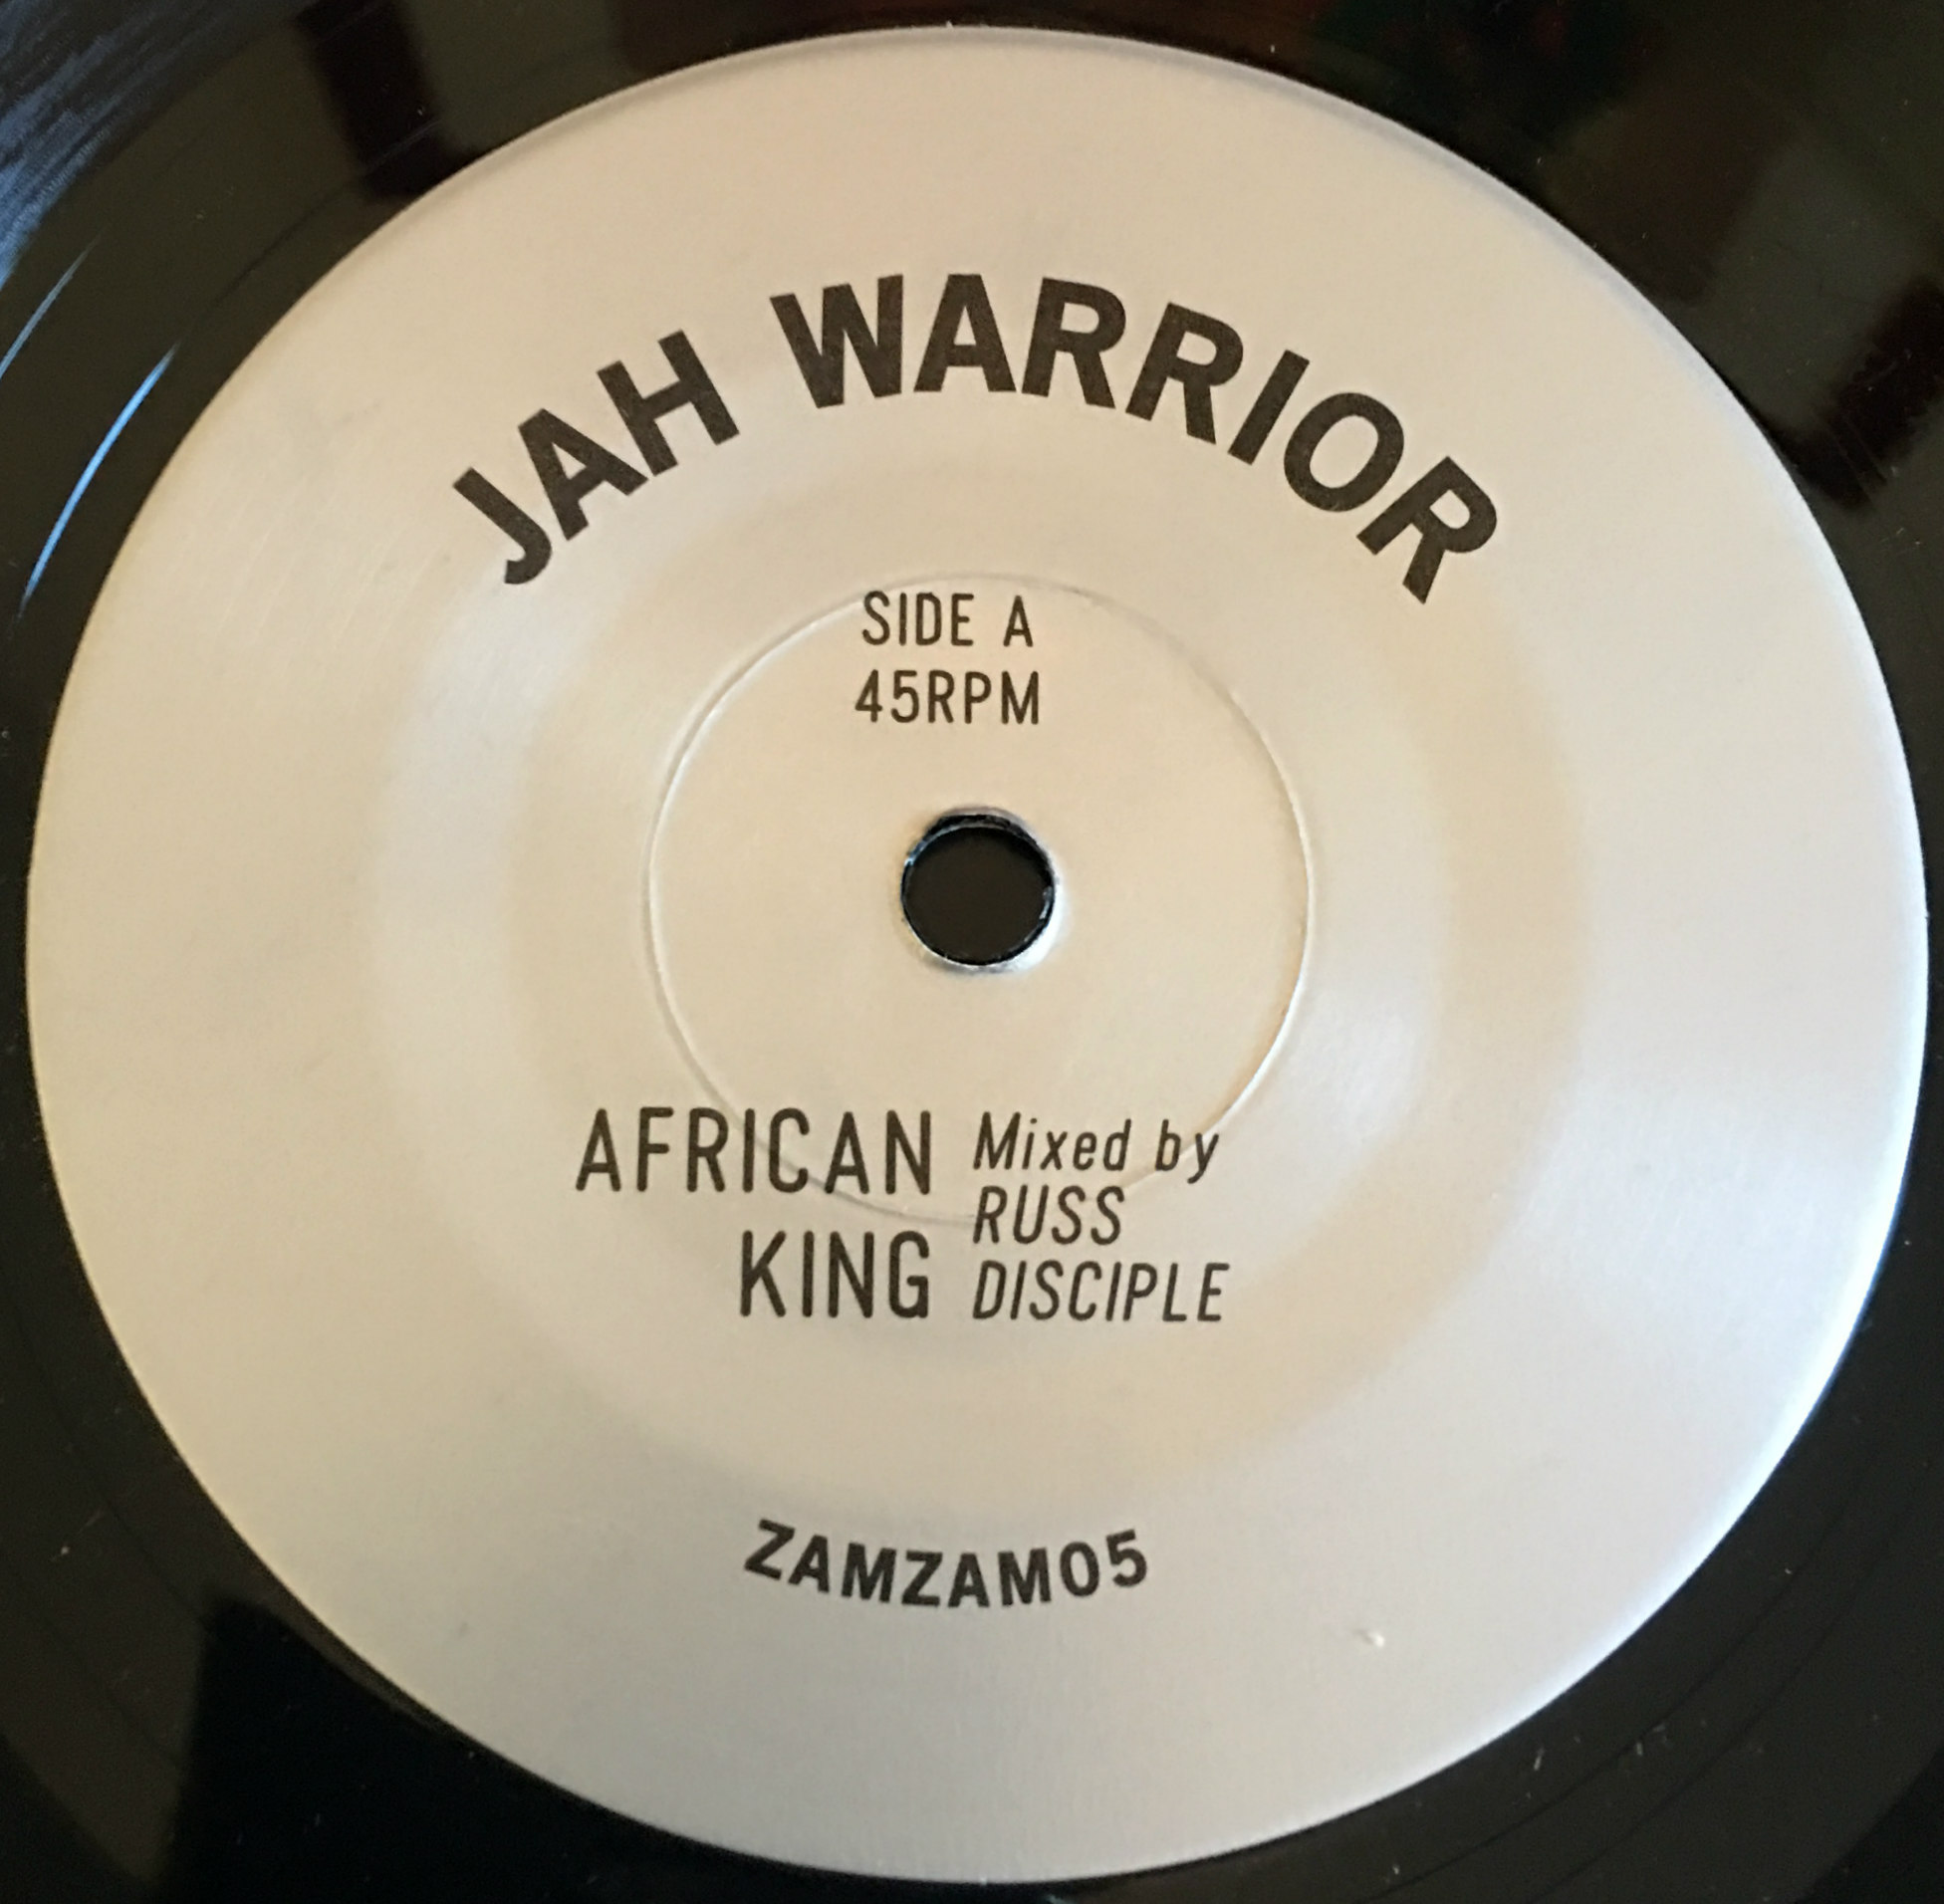 JAH WARRIOR
SIDE A
45RPM
AFRICAN
KING
Mixed by
RUSS
DISCIPLE
ZAMZAM05